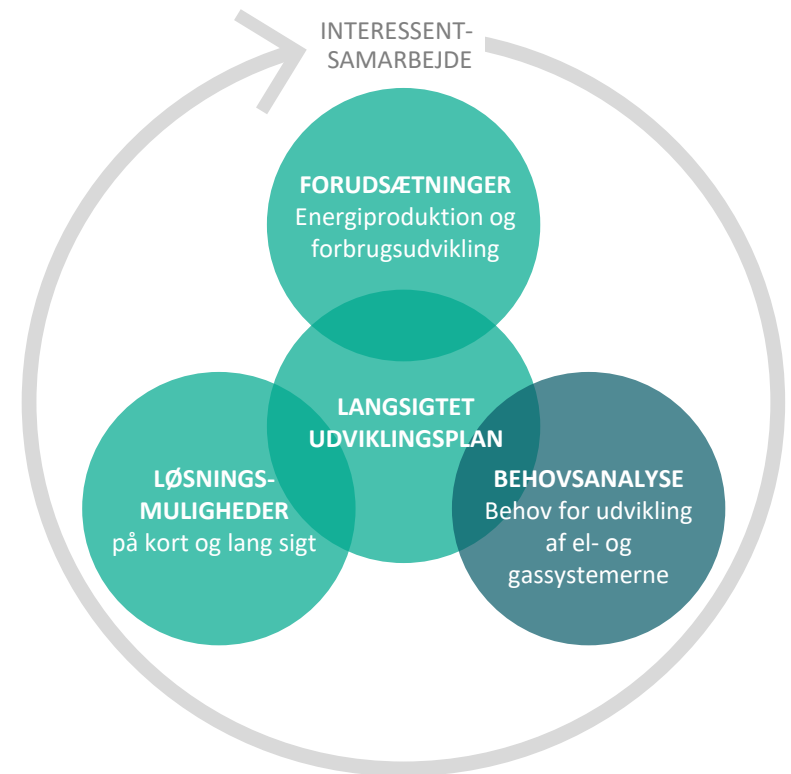 INTERESSENT-
SAMARBEJDE
FORUDSÆTNINGER
Energiproduktion og
forbrugsudvikling
LANGSIGTET
UDVIKLINGSPLAN
LØSNINGS-
MULIGHEDER
på kort og lang sigt
BEHOVSANALYSE
Behov for udvikling
af el- og
gassystemerne